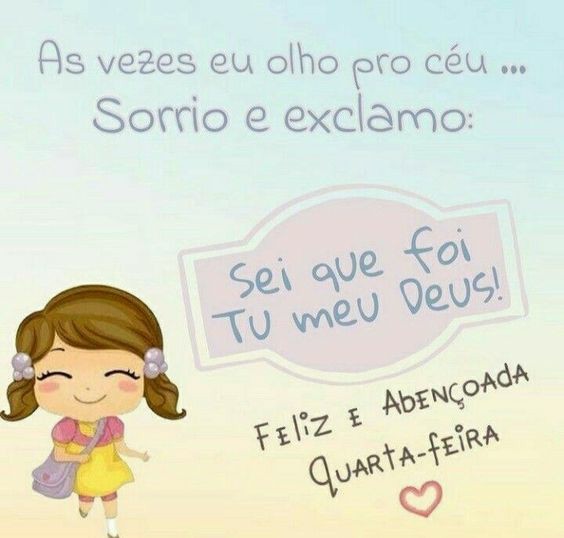 As vezes eu olho pro céu ...
Sorrio e exclamo:
Sei que foi
Tu meu Deus!
Feliz e Abençoada
Quarta-feira